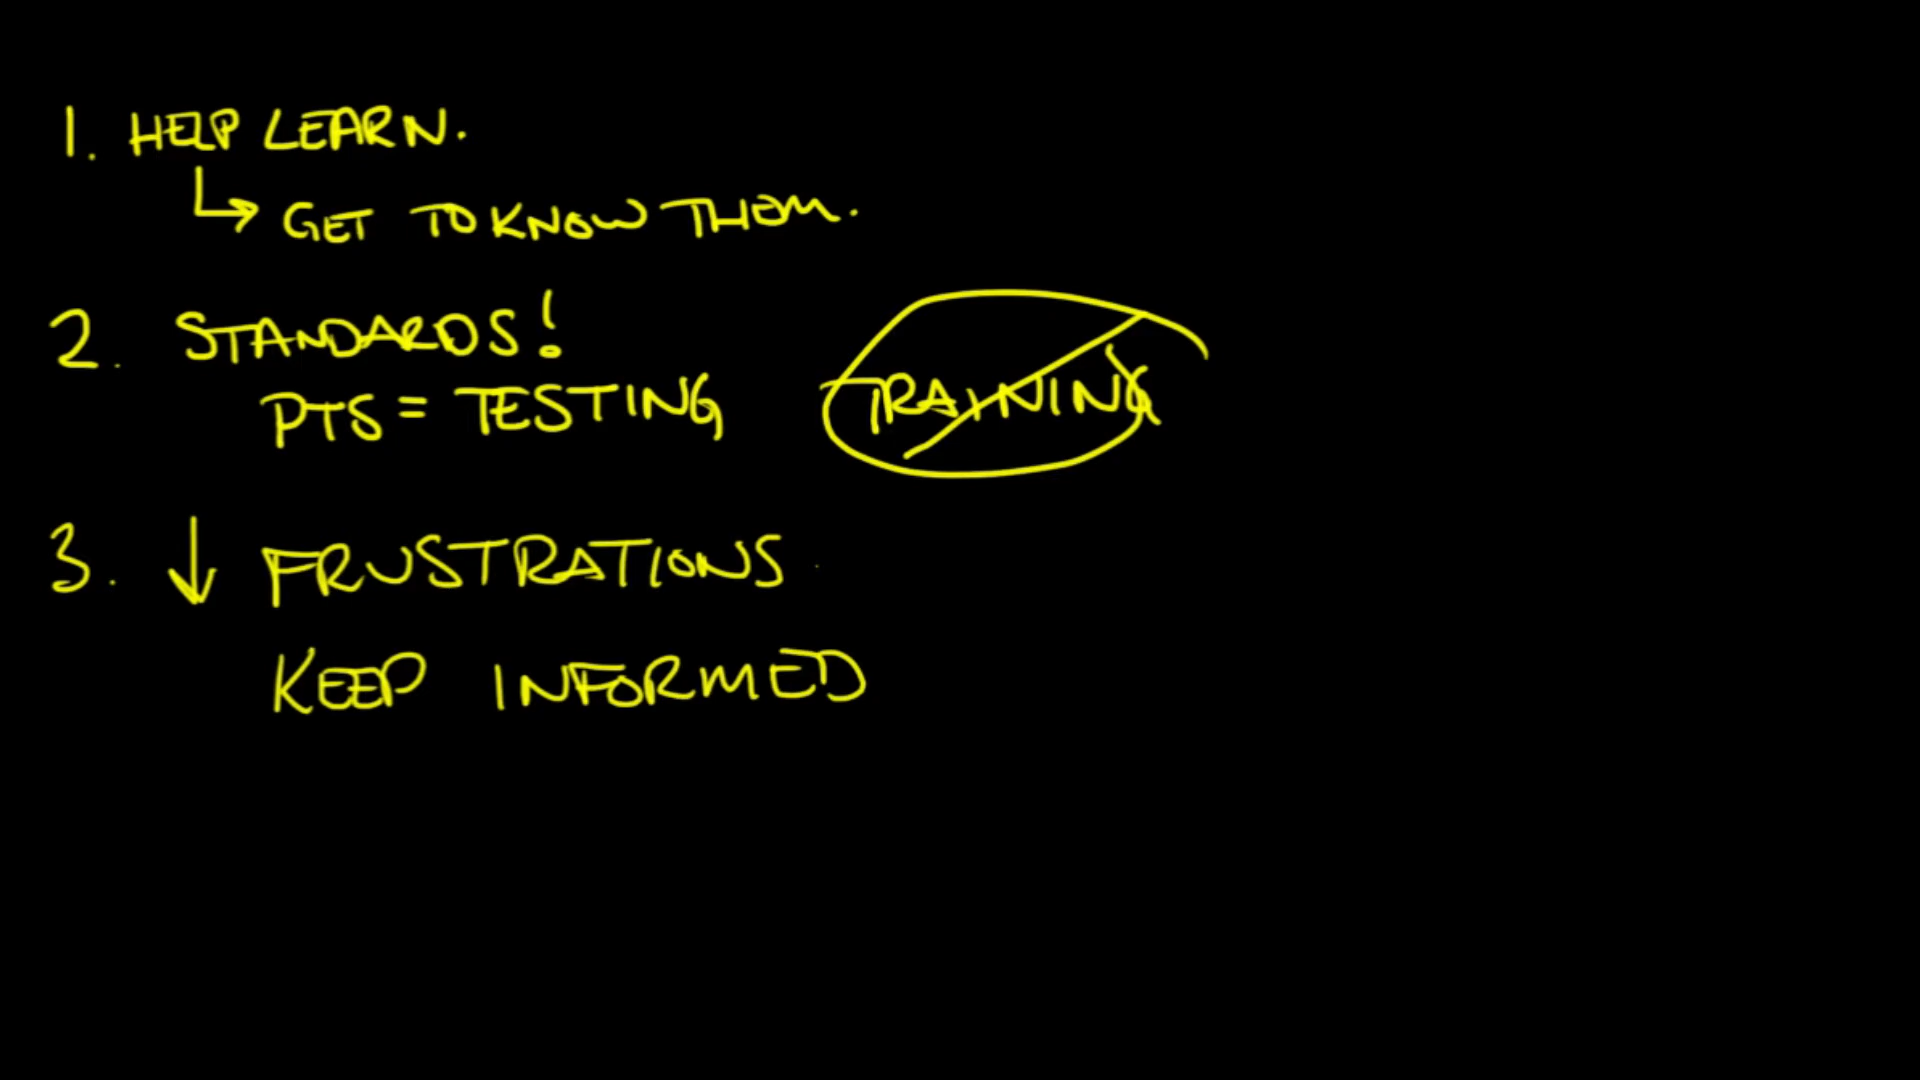 1. HELP LEARN.
↳ GET TO KNOW THEM.
2. STANDARDS!
PTS = TESTING TRAINING
3. ↓ FRUSTRATIONS
KEEP INFORMED